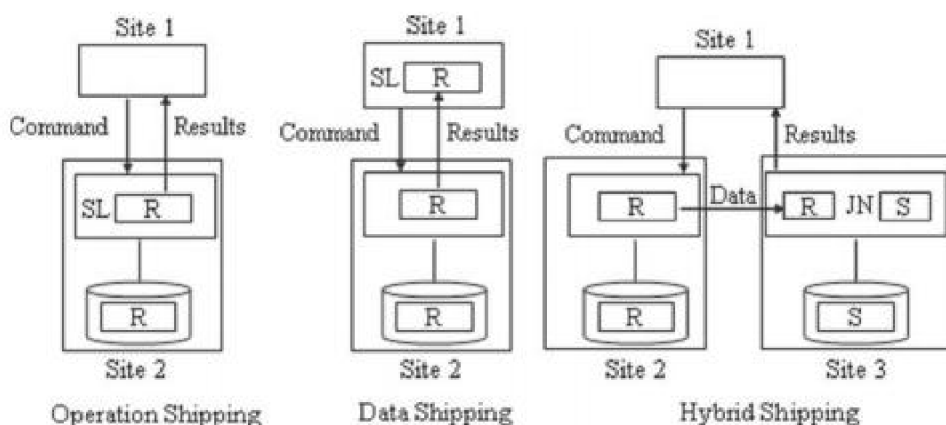 Site 1
Command
Results
SL
R
R
Site 2
Operation Shipping
Site 1
SL
R
Command
Results
R
R
Site 2
Data Shipping
Site 1
Command
Results
R
Data
R
JN
S
R
S
Site 2
Site 3
Hybrid Shipping